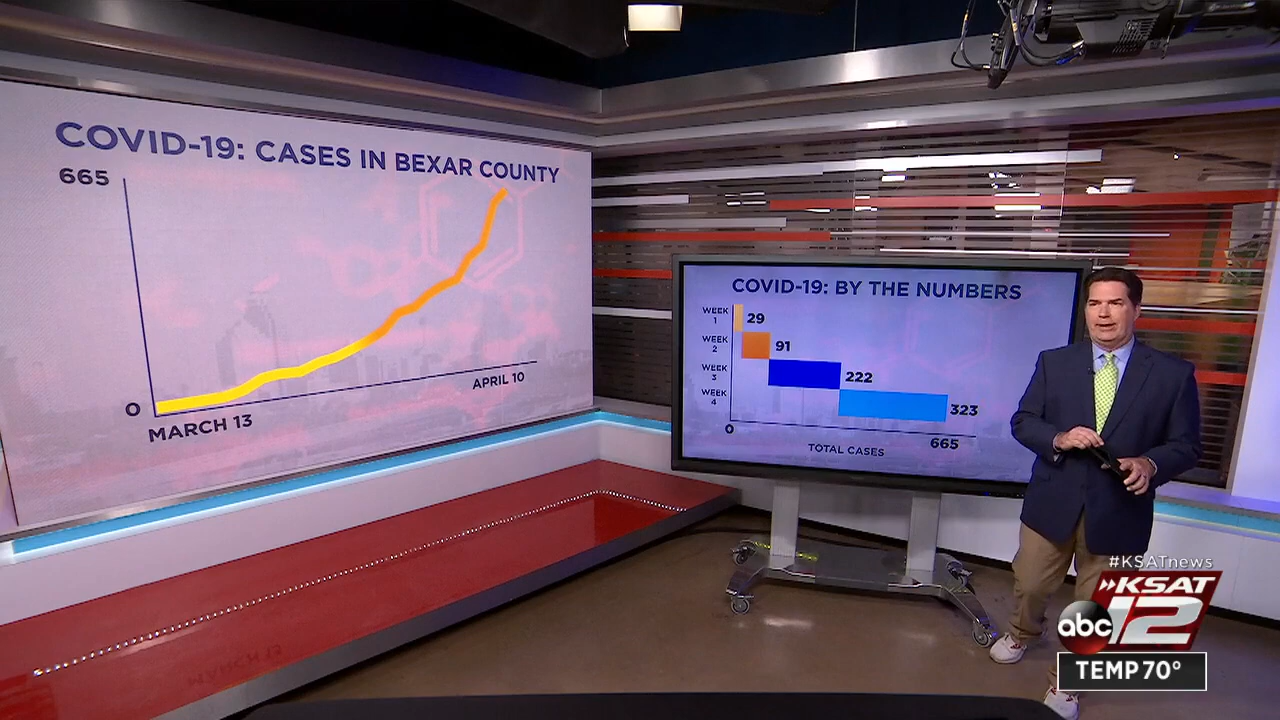 COVID-19: CASES IN BEXAR COUNTY
665
0
MARCH 13
APRIL 10
COVID-19: BY THE NUMBERS
WEEK
1
29
WEEK
2
91
WEEK
3
222
WEEK
4
323
0
665
TOTAL CASES
#KSATnews
KSAT
abc 12
TEMP 70°